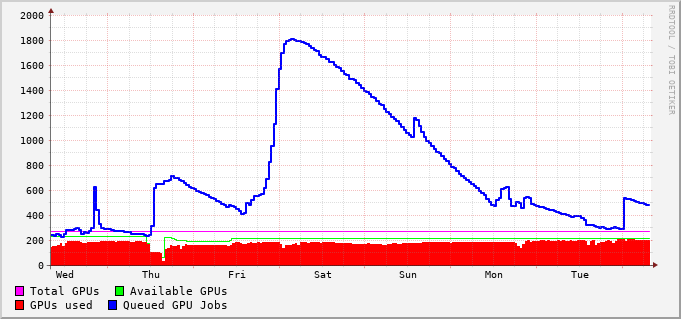 2000
1800
1600
1400
1200
1000
800
600
400
200
0
Wed Thu Fri Sat Sun Mon Tue
Total GPUs Available GPUs
GPUs used Queued GPU Jobs
RRDTOOL / TOBI OETIKER